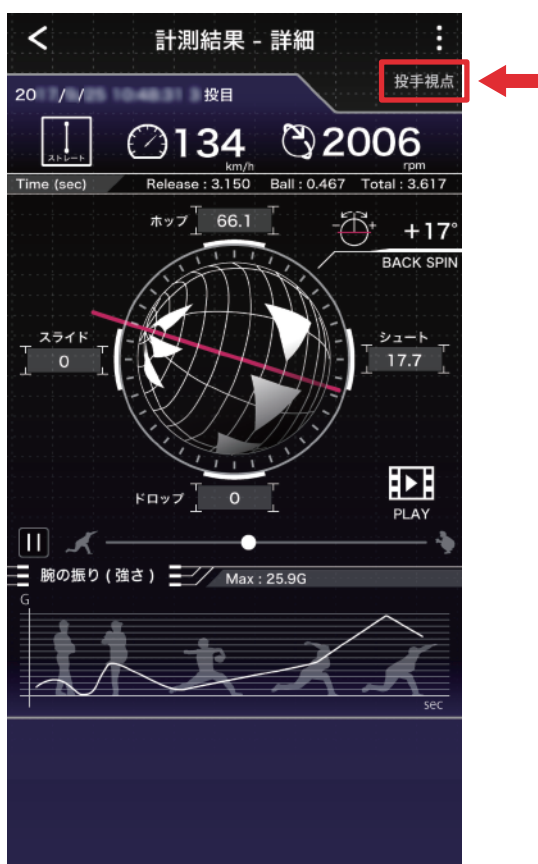 計測結果 - 詳細
投手視点
投目
ストレート
134 km/h
2006 rpm
Time (sec) Release : 3.150 Ball : 0.467 Total : 3.617
ホップ 66.1
- + +17°
BACK SPIN
スライド 0
シュート 17.7
ドロップ 0
PLAY
腕の振り ( 強さ ) Max : 25.9G
G
sec